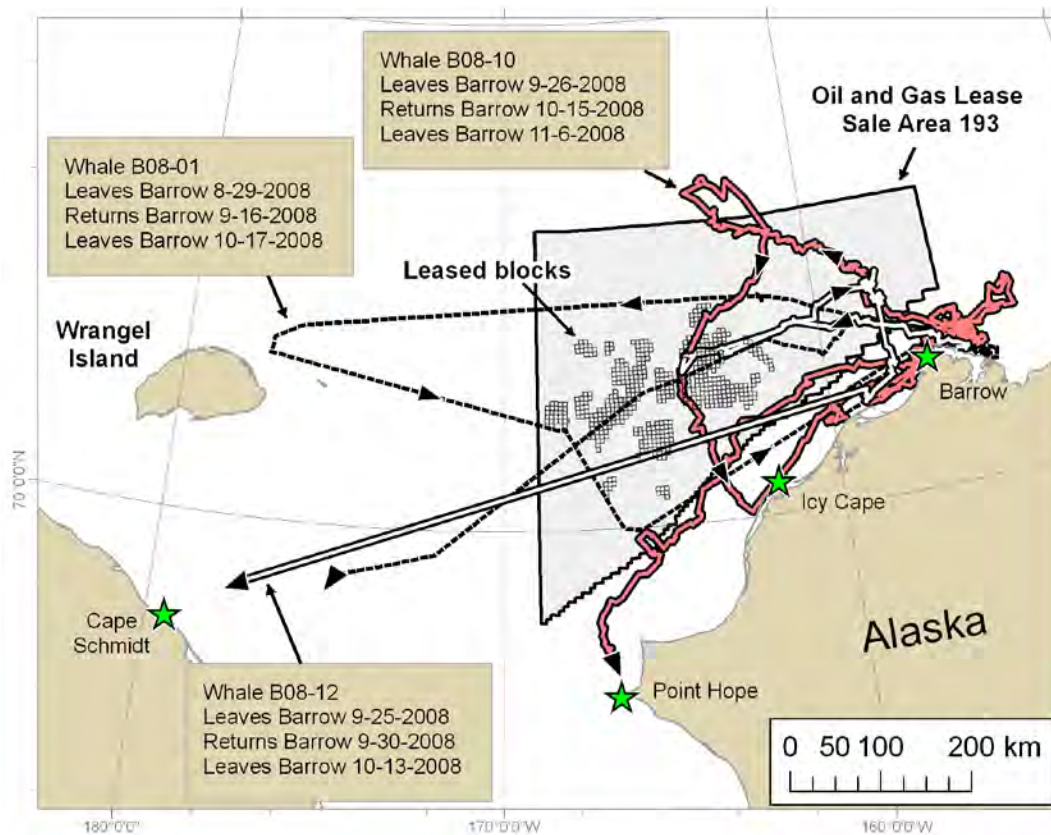 Whale B08-10
Leaves Barrow 9-26-2008
Returns Barrow 10-15-2008
Leaves Barrow 11-6-2008
Oil and Gas Lease
Sale Area 193
Whale B08-01
Leaves Barrow 8-29-2008
Returns Barrow 9-16-2008
Leaves Barrow 10-17-2008
Leased blocks
Wrangel
Island
Barrow
70°0'0"N
Icy Cape
Cape
Schmidt
Alaska
Whale B08-12
Leaves Barrow 9-25-2008
Returns Barrow 9-30-2008
Leaves Barrow 10-13-2008
Point Hope
0 50 100 200 km
180°0'0"
170°0'0"W
160°0'0"W